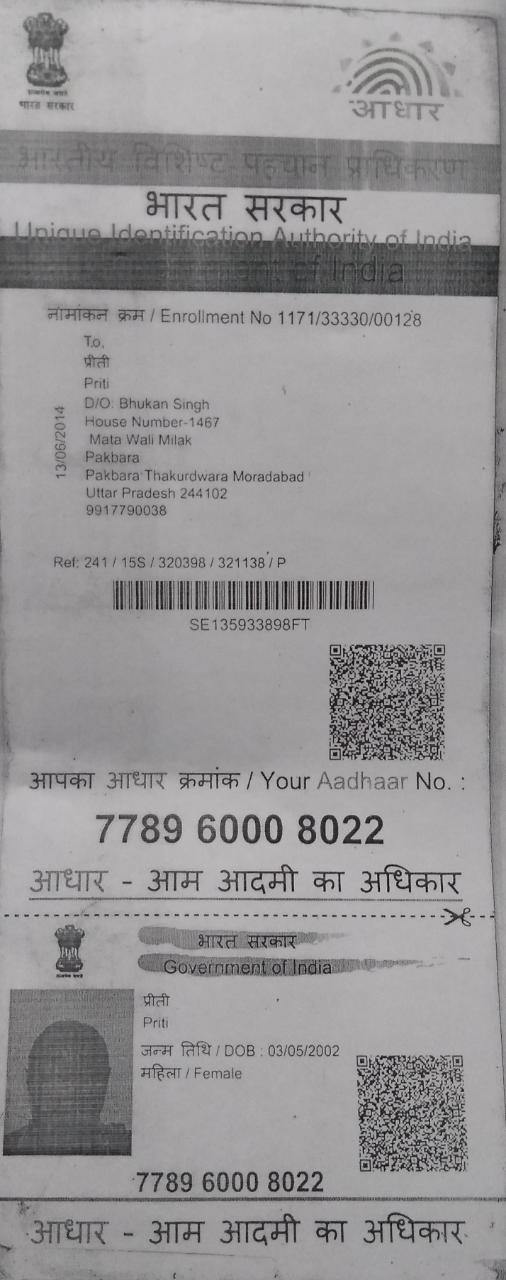 भारत सरकार
आधार
भारतीय विशिष्ट पहचान प्राधिकरण
भारत सरकार
Unique Identification Authority of India
of India
नामांकन क्रम / Enrollment No 1171/33330/00128
To,
प्रीती
Priti
D/O: Bhukan Singh
House Number-1467
Mata Wali Milak
Pakbara
Pakbara Thakurdwara Moradabad
Uttar Pradesh 244102
9917790038
13/06/2014
Ref: 241 / 15S / 320398 / 321138 / P
SE135933898FT
आपका आधार क्रमांक / Your Aadhaar No. :
7789 6000 8022
आधार - आम आदमी का अधिकार
भारत सरकार
Government of India
प्रीती
Priti
जन्म तिथि / DOB : 03/05/2002
महिला / Female
7789 6000 8022
आधार - आम आदमी का अधिकार